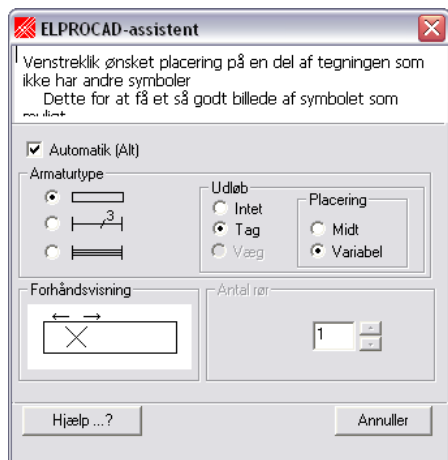 ELPROCAD-assistent
Venstreklik ønsket placering på en del af tegningen som
ikke har andre symboler
Dette for at få et så godt billede af symbolet som
Automatik (Alt)
Armaturtype
3
Udløb
Intet
Tag
Væg
Placering
Midt
Variabel
Forhåndsvisning
Antal rør
1
Hjælp ...?
Annuller